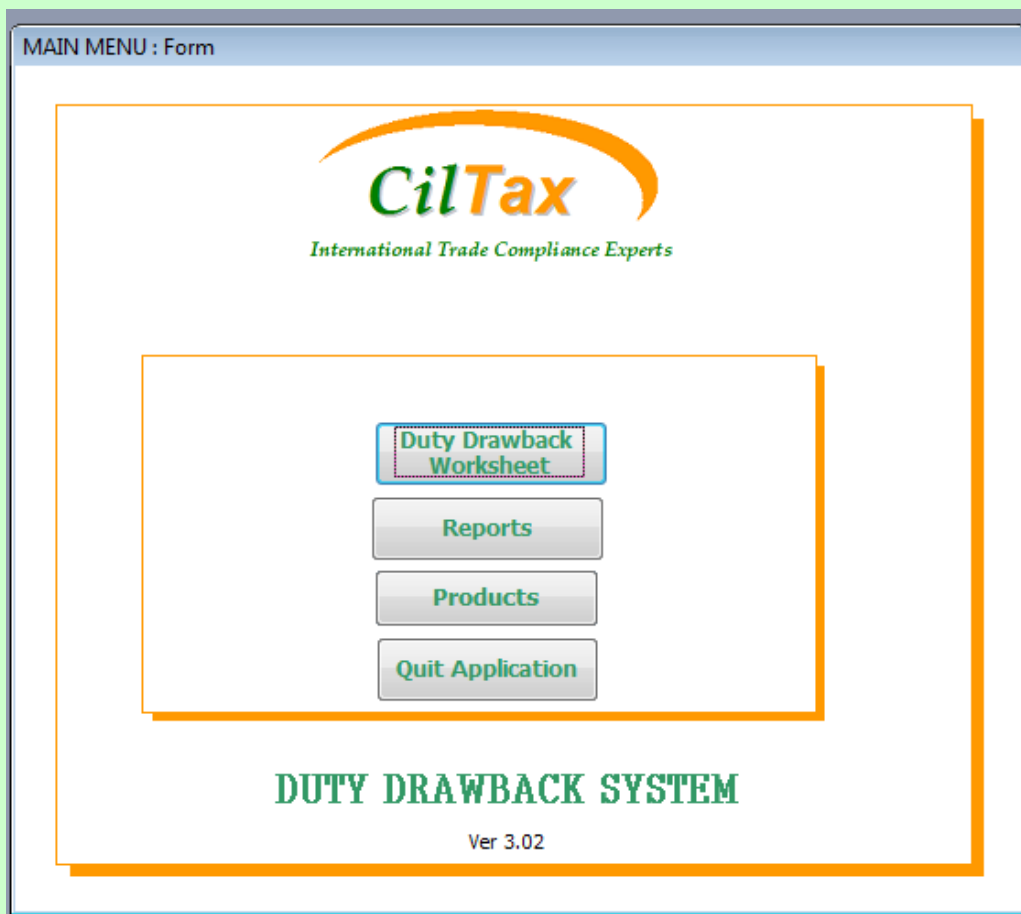 MAIN MENU : Form
CilTax
International Trade Compliance Experts
Duty Drawback
Worksheet
Reports
Products
Quit Application
DUTY DRAWBACK SYSTEM
Ver 3.02